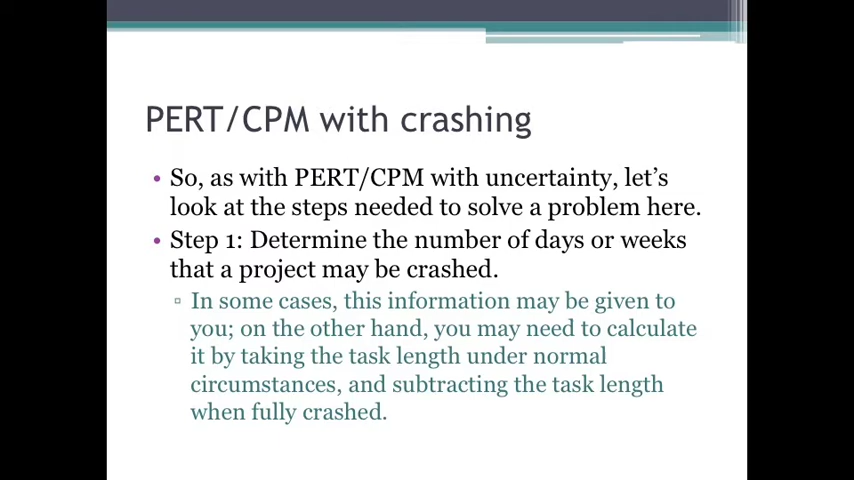 PERT/CPM with crashing
• So, as with PERT/CPM with uncertainty, let's
look at the steps needed to solve a problem here.
• Step 1: Determine the number of days or weeks
that a project may be crashed.
▫ In some cases, this information may be given to
you; on the other hand, you may need to calculate
it by taking the task length under normal
circumstances, and subtracting the task length
when fully crashed.